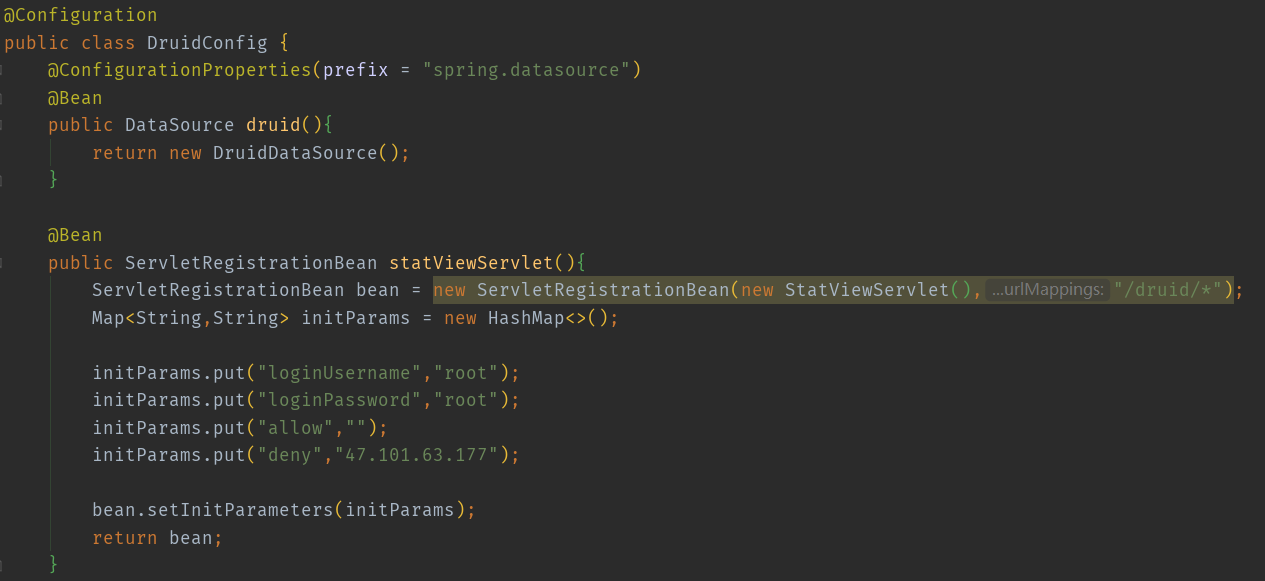 @Configuration
public class DruidConfig {
@ConfigurationProperties(prefix = "spring.datasource")
@Bean
public DataSource druid(){
return new DruidDataSource();
}
@Bean
public ServletRegistrationBean statViewServlet(){
ServletRegistrationBean bean = new ServletRegistrationBean(new StatViewServlet(), ...urlMappings: "/druid/*");
Map<String,String> initParams = new HashMap<>();
initParams.put("loginUsername","root");
initParams.put("loginPassword","root");
initParams.put("allow","");
initParams.put("deny","47.101.63.177");
bean.setInitParameters(initParams);
return bean;
}